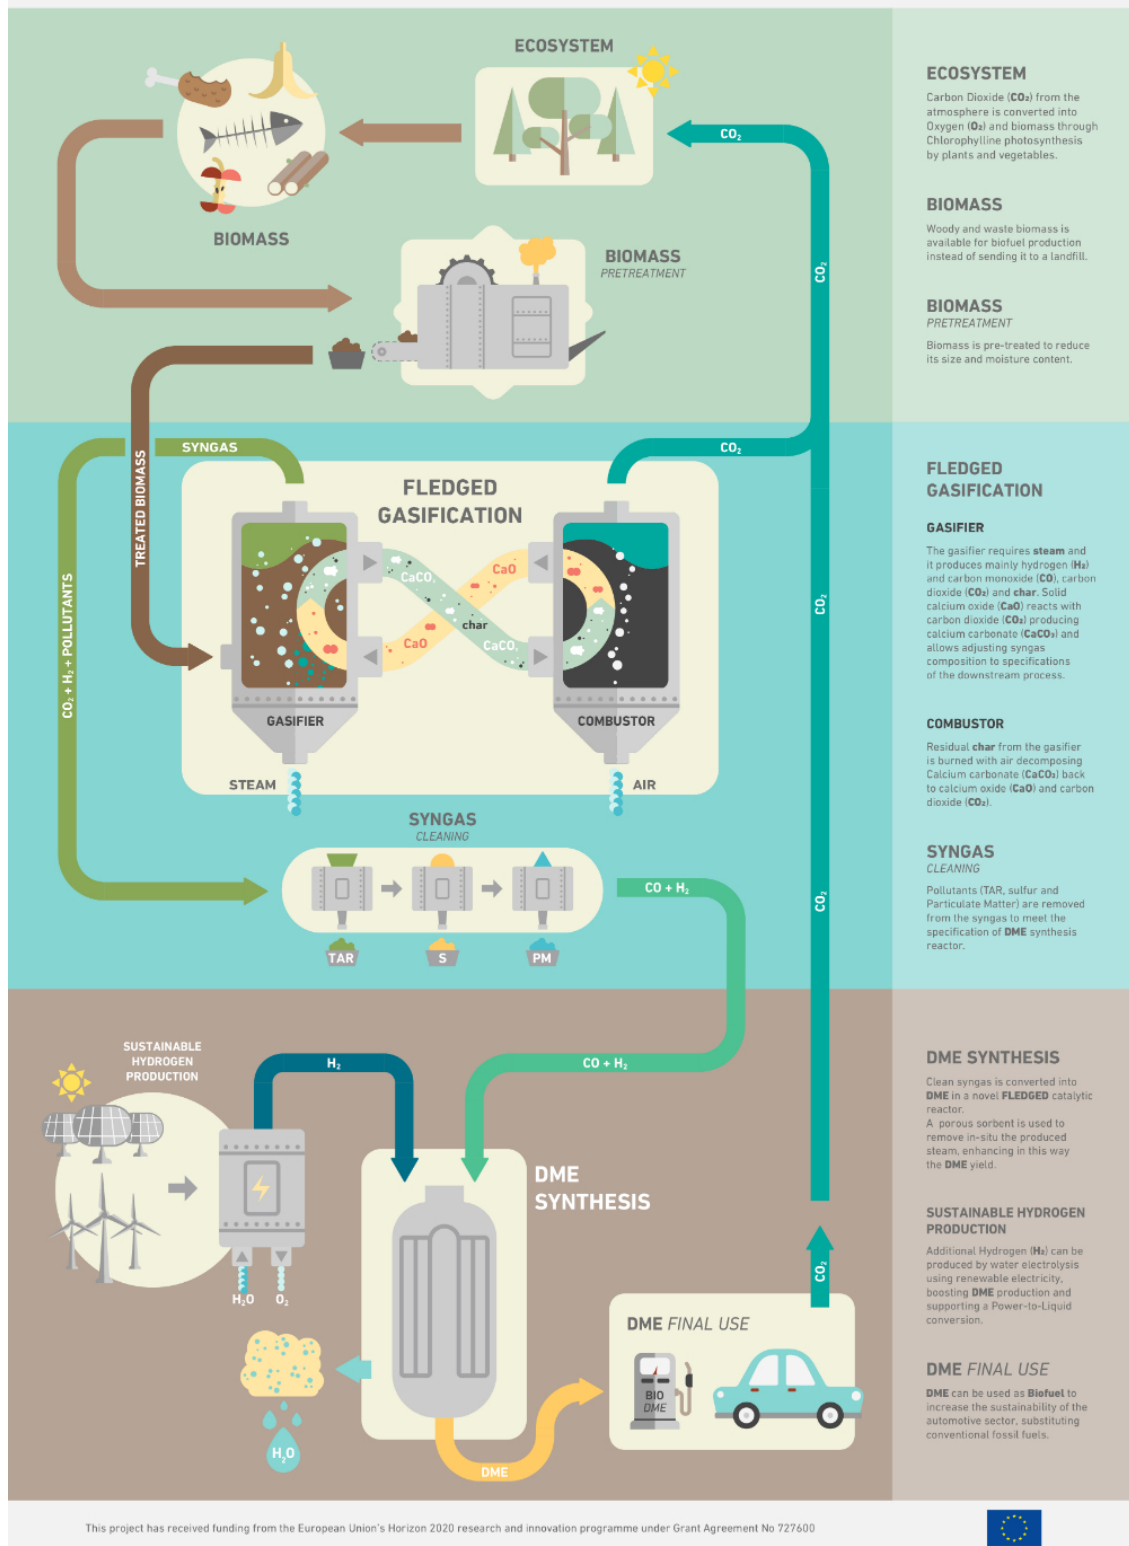 ECOSYSTEM
CO₂
BIOMASS
BIOMASS
PRETREATMENT
CO₂
SYNGAS
CO₂
TREATED BIOMASS
CO₂ + H₂ + POLLUTANTS
FLEDGED
GASIFICATION
CaCO₃
CaO
char
CaO
CaCO₃
CO₂
GASIFIER
COMBUSTOR
STEAM
AIR
SYNGAS
CLEANING
CO + H₂
CO₂
TAR
S
PM
SUSTAINABLE
HYDROGEN
PRODUCTION
H₂
CO + H₂
DME
SYNTHESIS
H₂O
O₂
CO₂
DME FINAL USE
BIO
DME
H₂O
DME
ECOSYSTEM
Carbon Dioxide (CO₂) from the
atmosphere is converted into
Oxygen (O₂) and biomass through
Chlorophylline photosynthesis
by plants and vegetables.
BIOMASS
Woody and waste biomass is
available for biofuel production
instead of sending it to a landfill.
BIOMASS
PRETREATMENT
Biomass is pre-treated to reduce
its size and moisture content.
FLEDGED
GASIFICATION
GASIFIER
The gasifier requires steam and
it produces mainly hydrogen (H₂)
and carbon monoxide (CO), carbon
dioxide (CO₂) and char. Solid
calcium oxide (CaO) reacts with
carbon dioxide (CO₂) producing
calcium carbonate (CaCO₃) and
allows adjusting syngas
composition to specifications
of the downstream process.
COMBUSTOR
Residual char from the gasifier
is burned with air decomposing
Calcium carbonate (CaCO₃) back
to calcium oxide (CaO) and carbon
dioxide (CO₂).
SYNGAS
CLEANING
Pollutants (TAR, sulfur and
Particulate Matter) are removed
from the syngas to meet the
specification of DME synthesis
reactor.
DME SYNTHESIS
Clean syngas is converted into
DME in a novel FLEDGED catalytic
reactor.
A porous sorbent is used to
remove in-situ the produced
steam, enhancing in this way
the DME yield.
SUSTAINABLE HYDROGEN
PRODUCTION
Additional Hydrogen (H₂) can be
produced by water electrolysis
using renewable electricity,
boosting DME production and
supporting a Power-to-Liquid
conversion.
DME FINAL USE
DME can be used as Biofuel to
increase the sustainability of the
automotive sector, substituting
conventional fossil fuels.
This project has received funding from the European Union's Horizon 2020 research and innovation programme under Grant Agreement No 727600